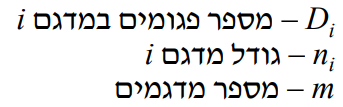 D_i – מספר פגומים במדגם i
n_i – גודל מדגם i
m – מספר מדגמים